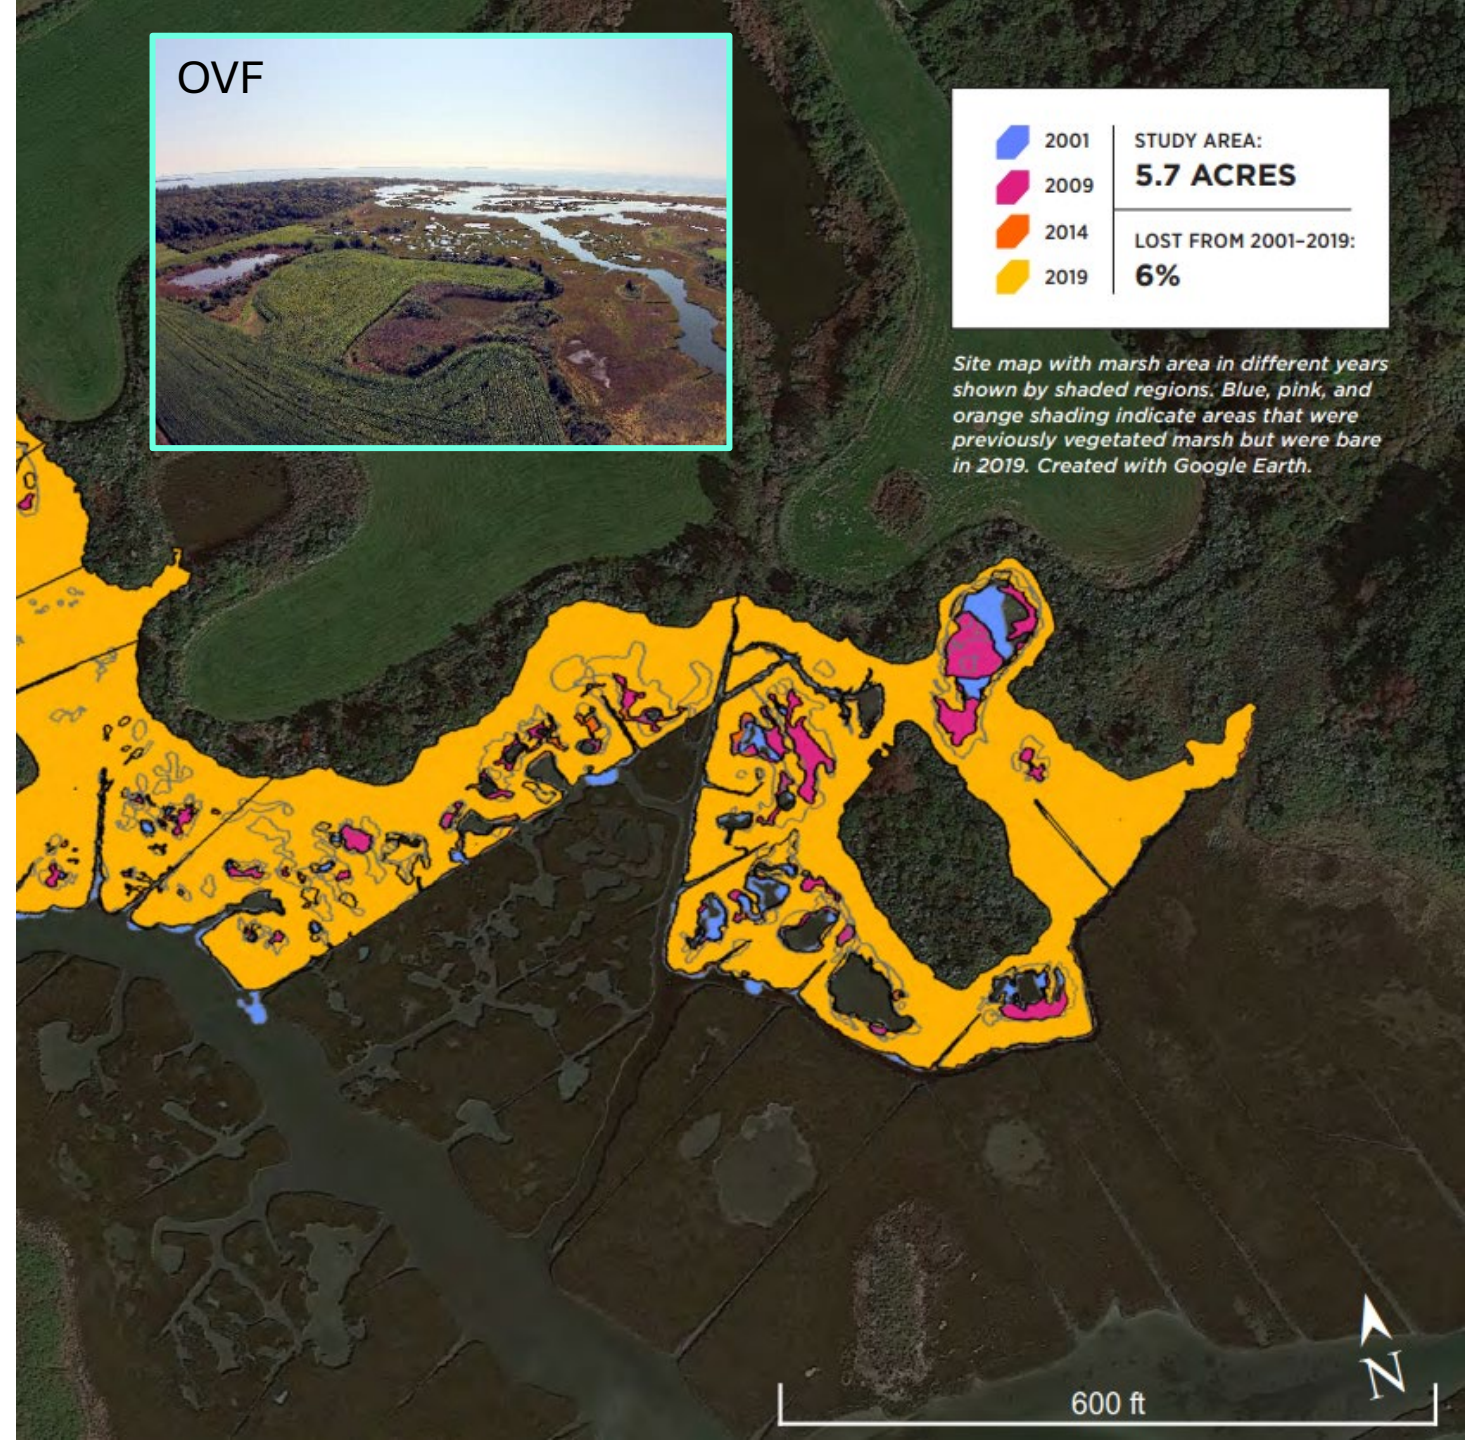 OVF
2001
2009
2014
2019
STUDY AREA:
5.7 ACRES
LOST FROM 2001–2019:
6%
Site map with marsh area in different years
shown by shaded regions. Blue, pink, and
orange shading indicate areas that were
previously vegetated marsh but were bare
in 2019. Created with Google Earth.
N
600 ft